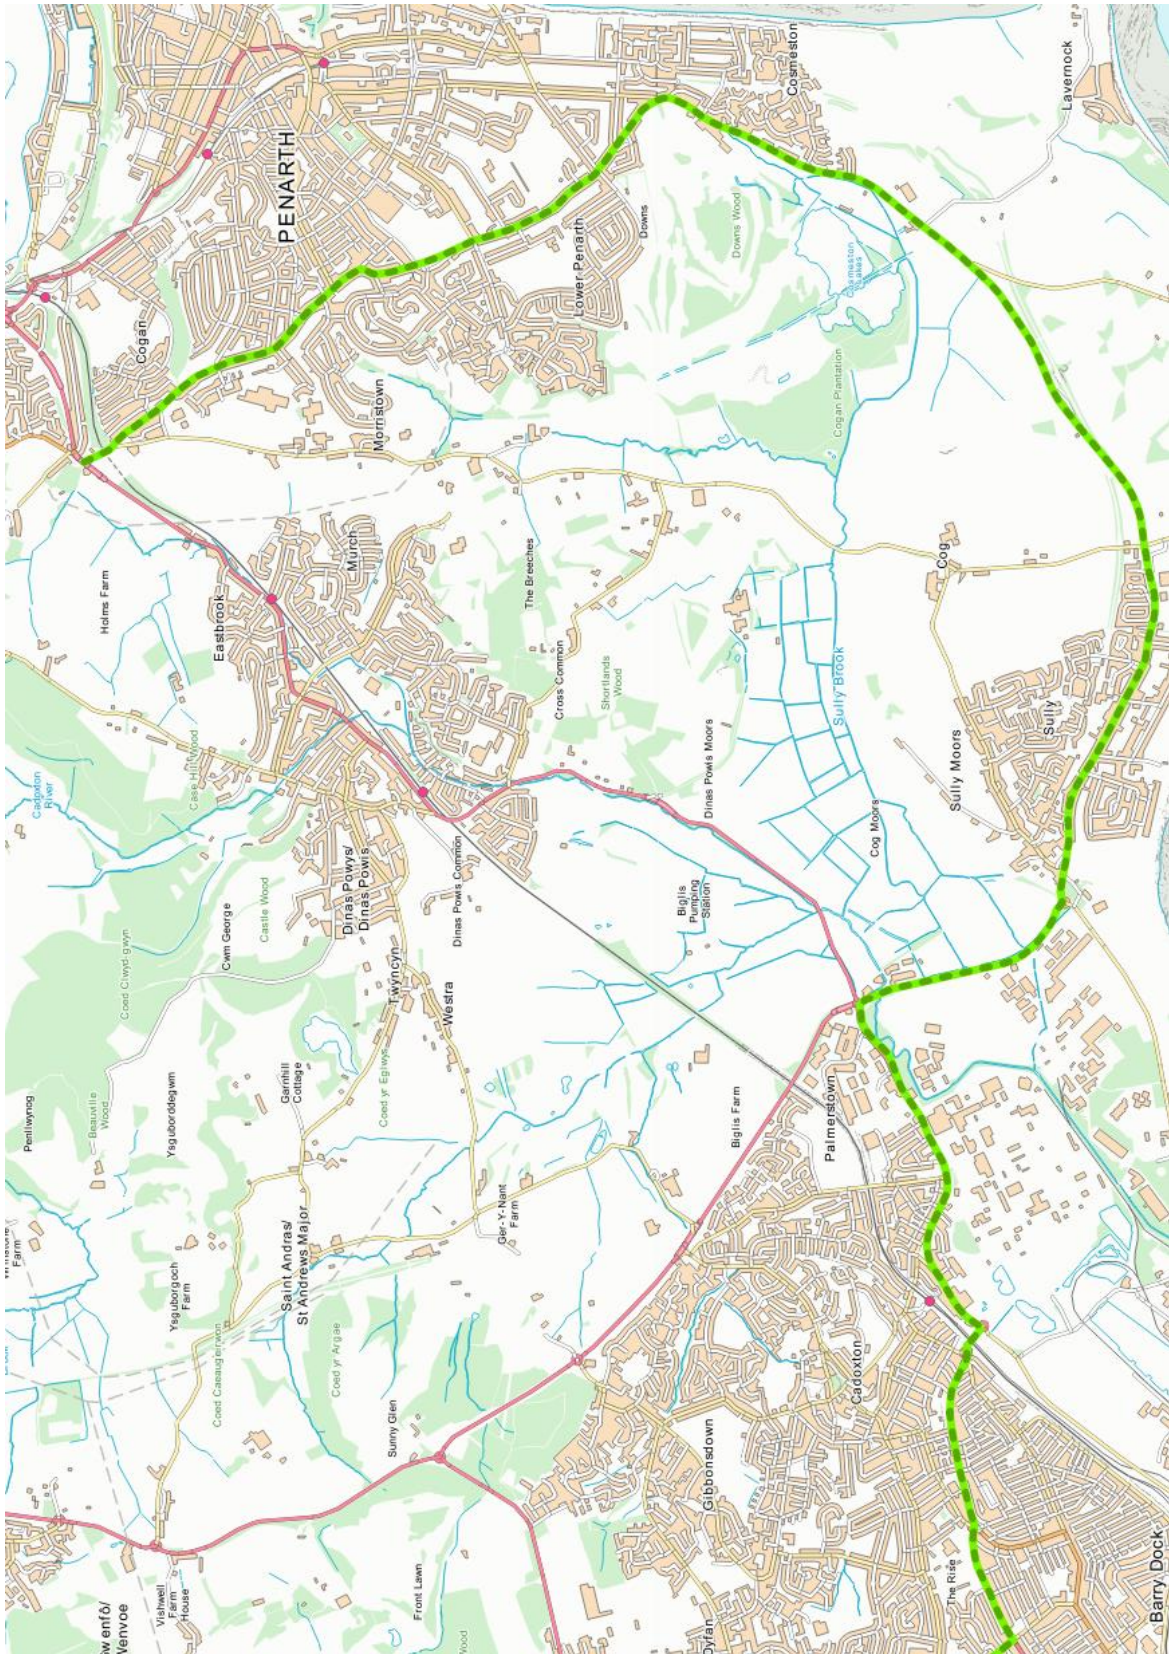 Cosmeston
Lavernock
PENARTH
Downs
Downs Wood
Lower Penarth
Cosmeston
Lakes
Cogan
Cogan Plantation
Morristown
Murch
The Breeches
Cog
Holms Farm
Eastbrook
Cross Common
Shortlands
Wood
Sully Brook
Sully
Sully Moors
Case Hill Wood
Cadoxton
River
Dinas Powis Moors
Cog Moors
Dinas Powys/
Dinas Powis
Dinas Powis Common
Biglis
Pumping
Station
Castle Wood
Cwm George
Coed Clwyd-gwyn
Twyncyn
Westra
Coed yr Eglwys
Garnhill
Cottage
Beauville
Wood
Ysguborddegwm
Penllwynog
Biglis Farm
Palmerstown
Ger-Y-Nant
Farm
Saint Andras/
St Andrews Major
Ysguborgoch
Farm
Farm
Coed yr Argae
Coed Caeaugeirwon
Cadoxton
Sunny Glen
Gibbonsdown
The Rise
Front Lawn
Vishwell
Farm
House
Wenvoe
Wood
Dyfan
Barry Dock